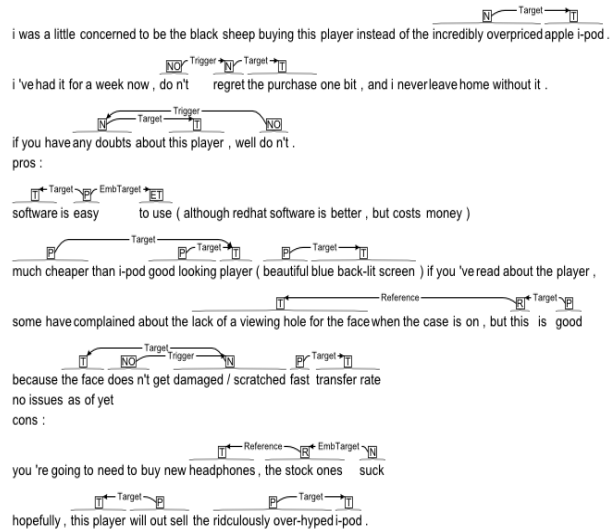 N Target T
i was a little concerned to be the black sheep buying this player instead of the incredibly overpriced apple i-pod .
NO Trigger N Target T
i 've had it for a week now , do n't regret the purchase one bit , and i never leave home without it .
Trigger
N Target T NO
if you have any doubts about this player , well do n't .
pros :
T Target P EmbTarget ET
software is easy to use ( although redhat software is better , but costs money )
Target
P P Target T P Target T
much cheaper than i-pod good looking player ( beautiful blue back-lit screen ) if you 've read about the player ,
T Reference R Target P
some have complained about the lack of a viewing hole for the face when the case is on , but this is good
Target
T NO Trigger N P Target T
because the face does n't get damaged / scratched fast transfer rate
no issues as of yet
cons :
T Reference R EmbTarget N
you 're going to need to buy new headphones , the stock ones suck
T Target P P Target T
hopefully , this player will out sell the ridculously over-hyped i-pod .